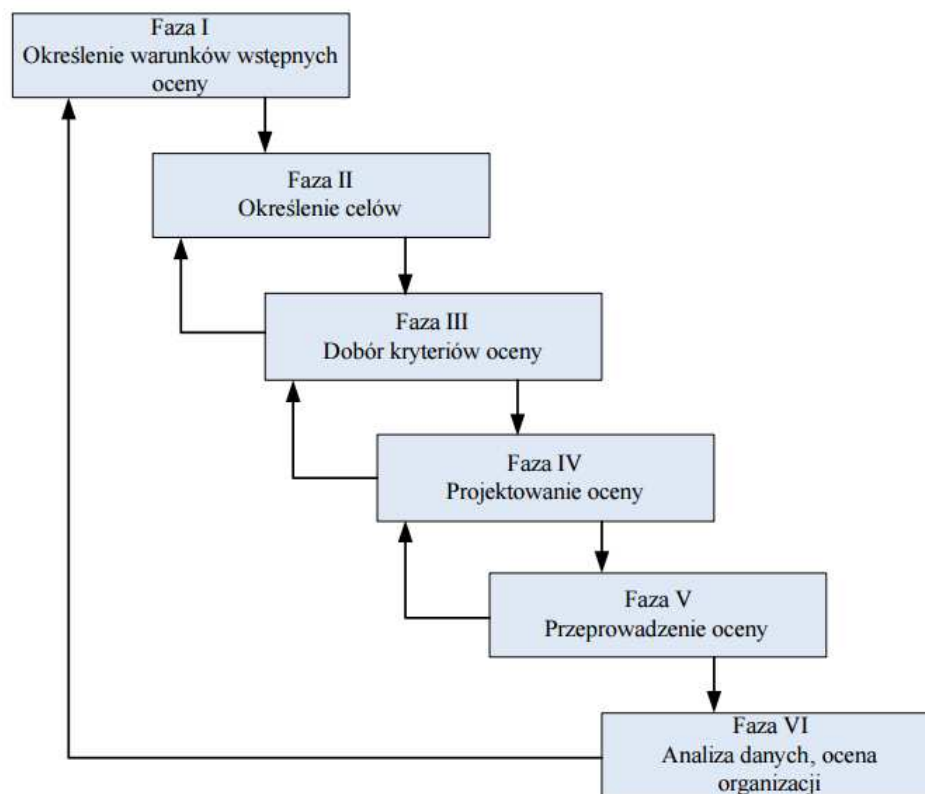 Faza I
Określenie warunków wstępnych
oceny
Faza II
Określenie celów
Faza III
Dobór kryteriów oceny
Faza IV
Projektowanie oceny
Faza V
Przeprowadzenie oceny
Faza VI
Analiza danych, ocena
organizacji